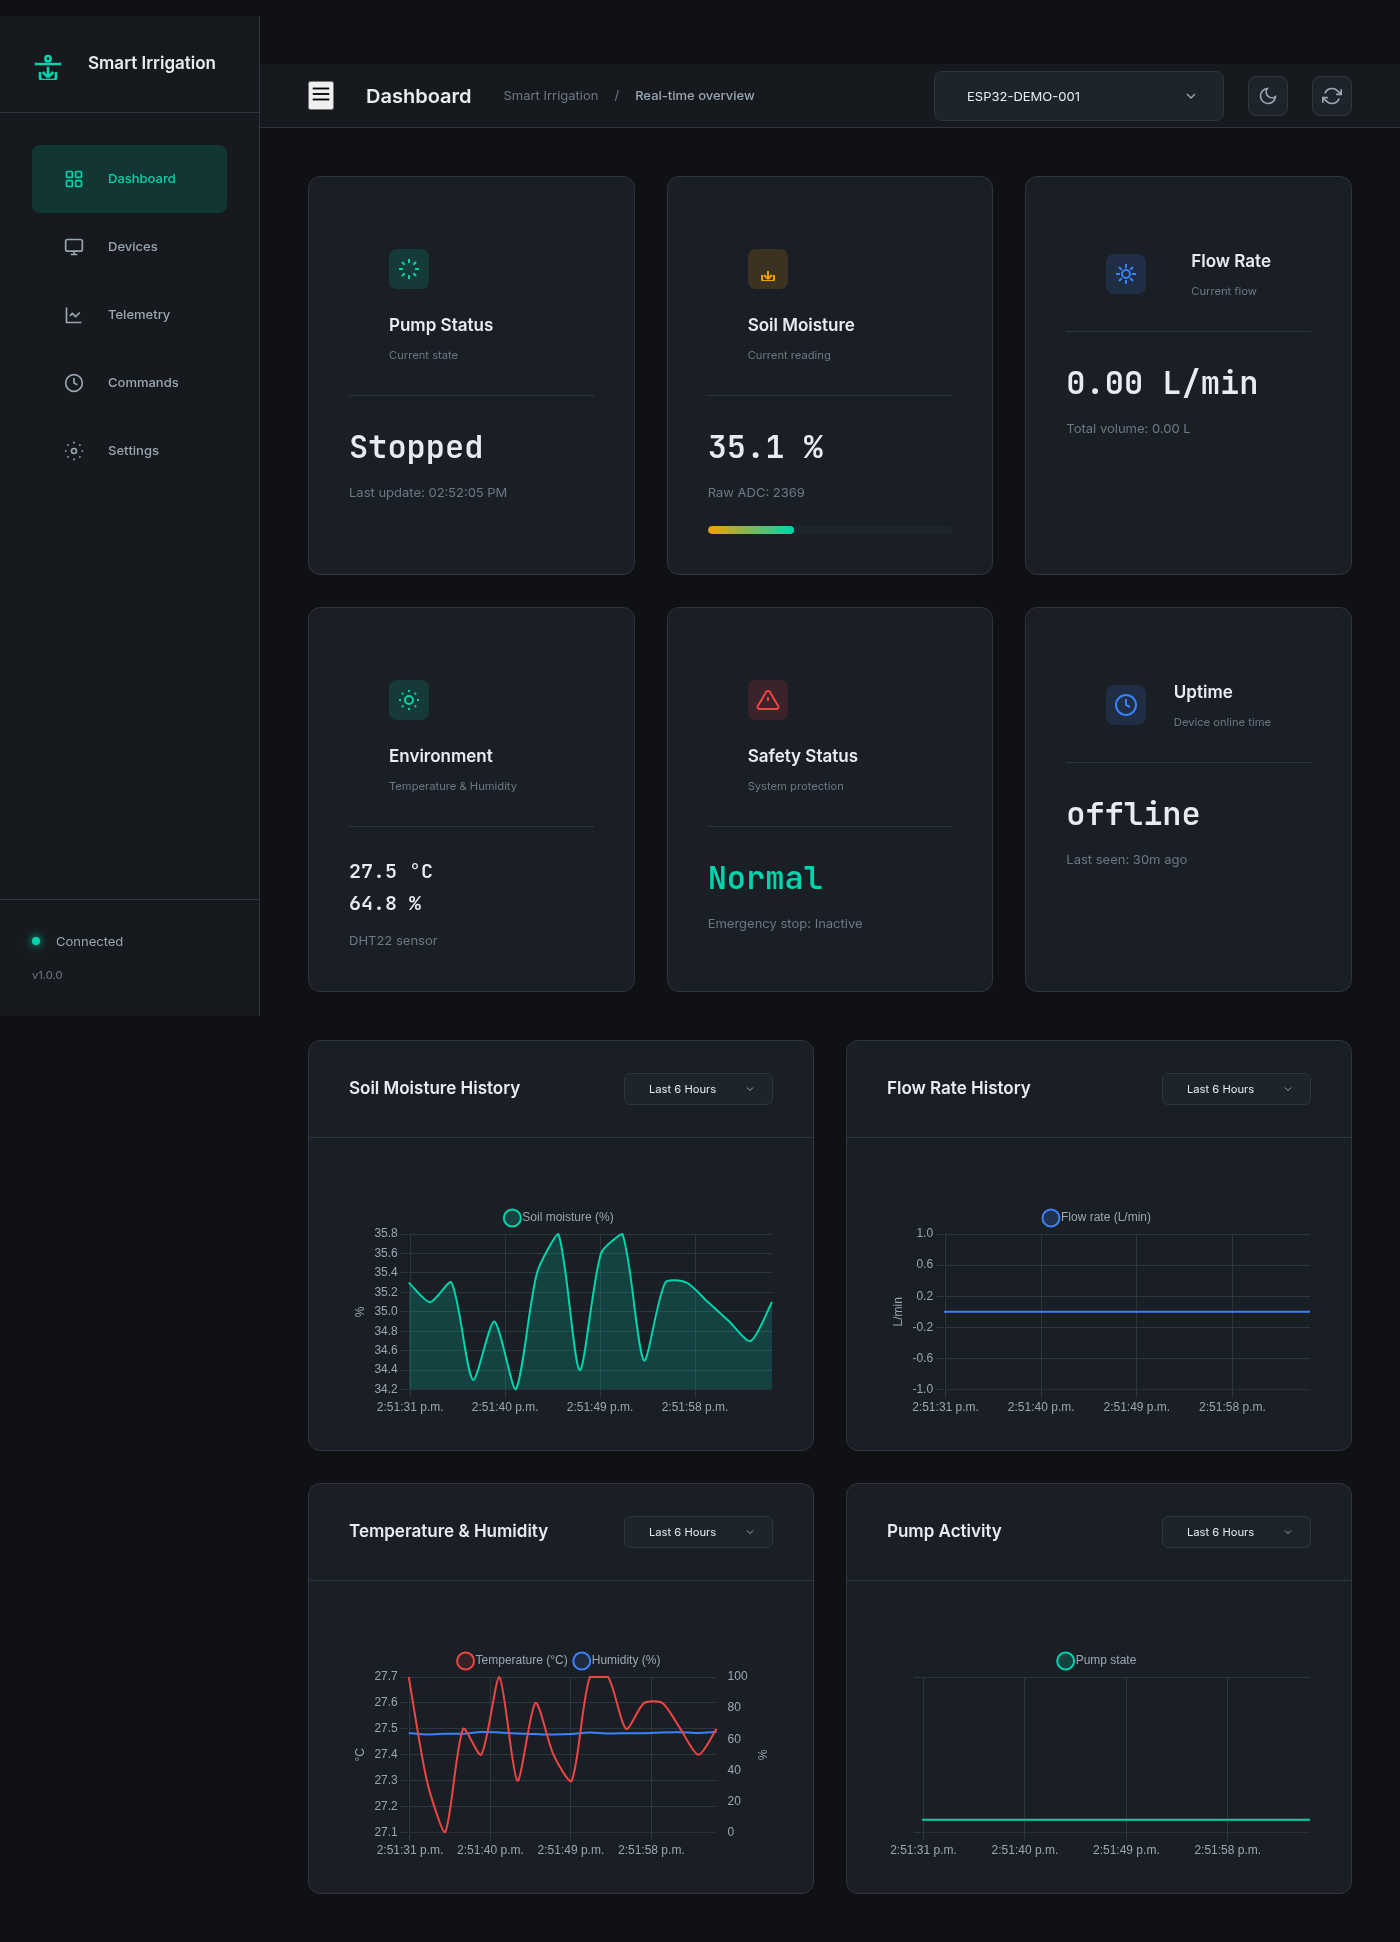 Smart Irrigation
Dashboard
Devices
Telemetry
Commands
Settings
Connected
v1.0.0
Dashboard Smart Irrigation / Real-time overview ESP32-DEMO-001
Pump Status
Current state
Stopped
Last update: 02:52:05 PM
Soil Moisture
Current reading
35.1 %
Raw ADC: 2369
Flow Rate
Current flow
0.00 L/min
Total volume: 0.00 L
Environment
Temperature & Humidity
27.5 °C
64.8 %
DHT22 sensor
Safety Status
System protection
Normal
Emergency stop: Inactive
Uptime
Device online time
offline
Last seen: 30m ago
Soil Moisture History Last 6 Hours
Soil moisture (%)
35.8
35.6
35.4
35.2
35.0
34.8
34.6
34.4
34.2
%
2:51:31 p.m. 2:51:40 p.m. 2:51:49 p.m. 2:51:58 p.m.
Flow Rate History Last 6 Hours
Flow rate (L/min)
1.0
0.6
0.2
-0.2
-0.6
-1.0
L/min
2:51:31 p.m. 2:51:40 p.m. 2:51:49 p.m. 2:51:58 p.m.
Temperature & Humidity Last 6 Hours
Temperature (°C) Humidity (%)
27.7
27.6
27.5
27.4
27.3
27.2
27.1
°C
100
80
60
40
20
0
%
2:51:31 p.m. 2:51:40 p.m. 2:51:49 p.m. 2:51:58 p.m.
Pump Activity Last 6 Hours
Pump state
2:51:31 p.m. 2:51:40 p.m. 2:51:49 p.m. 2:51:58 p.m.